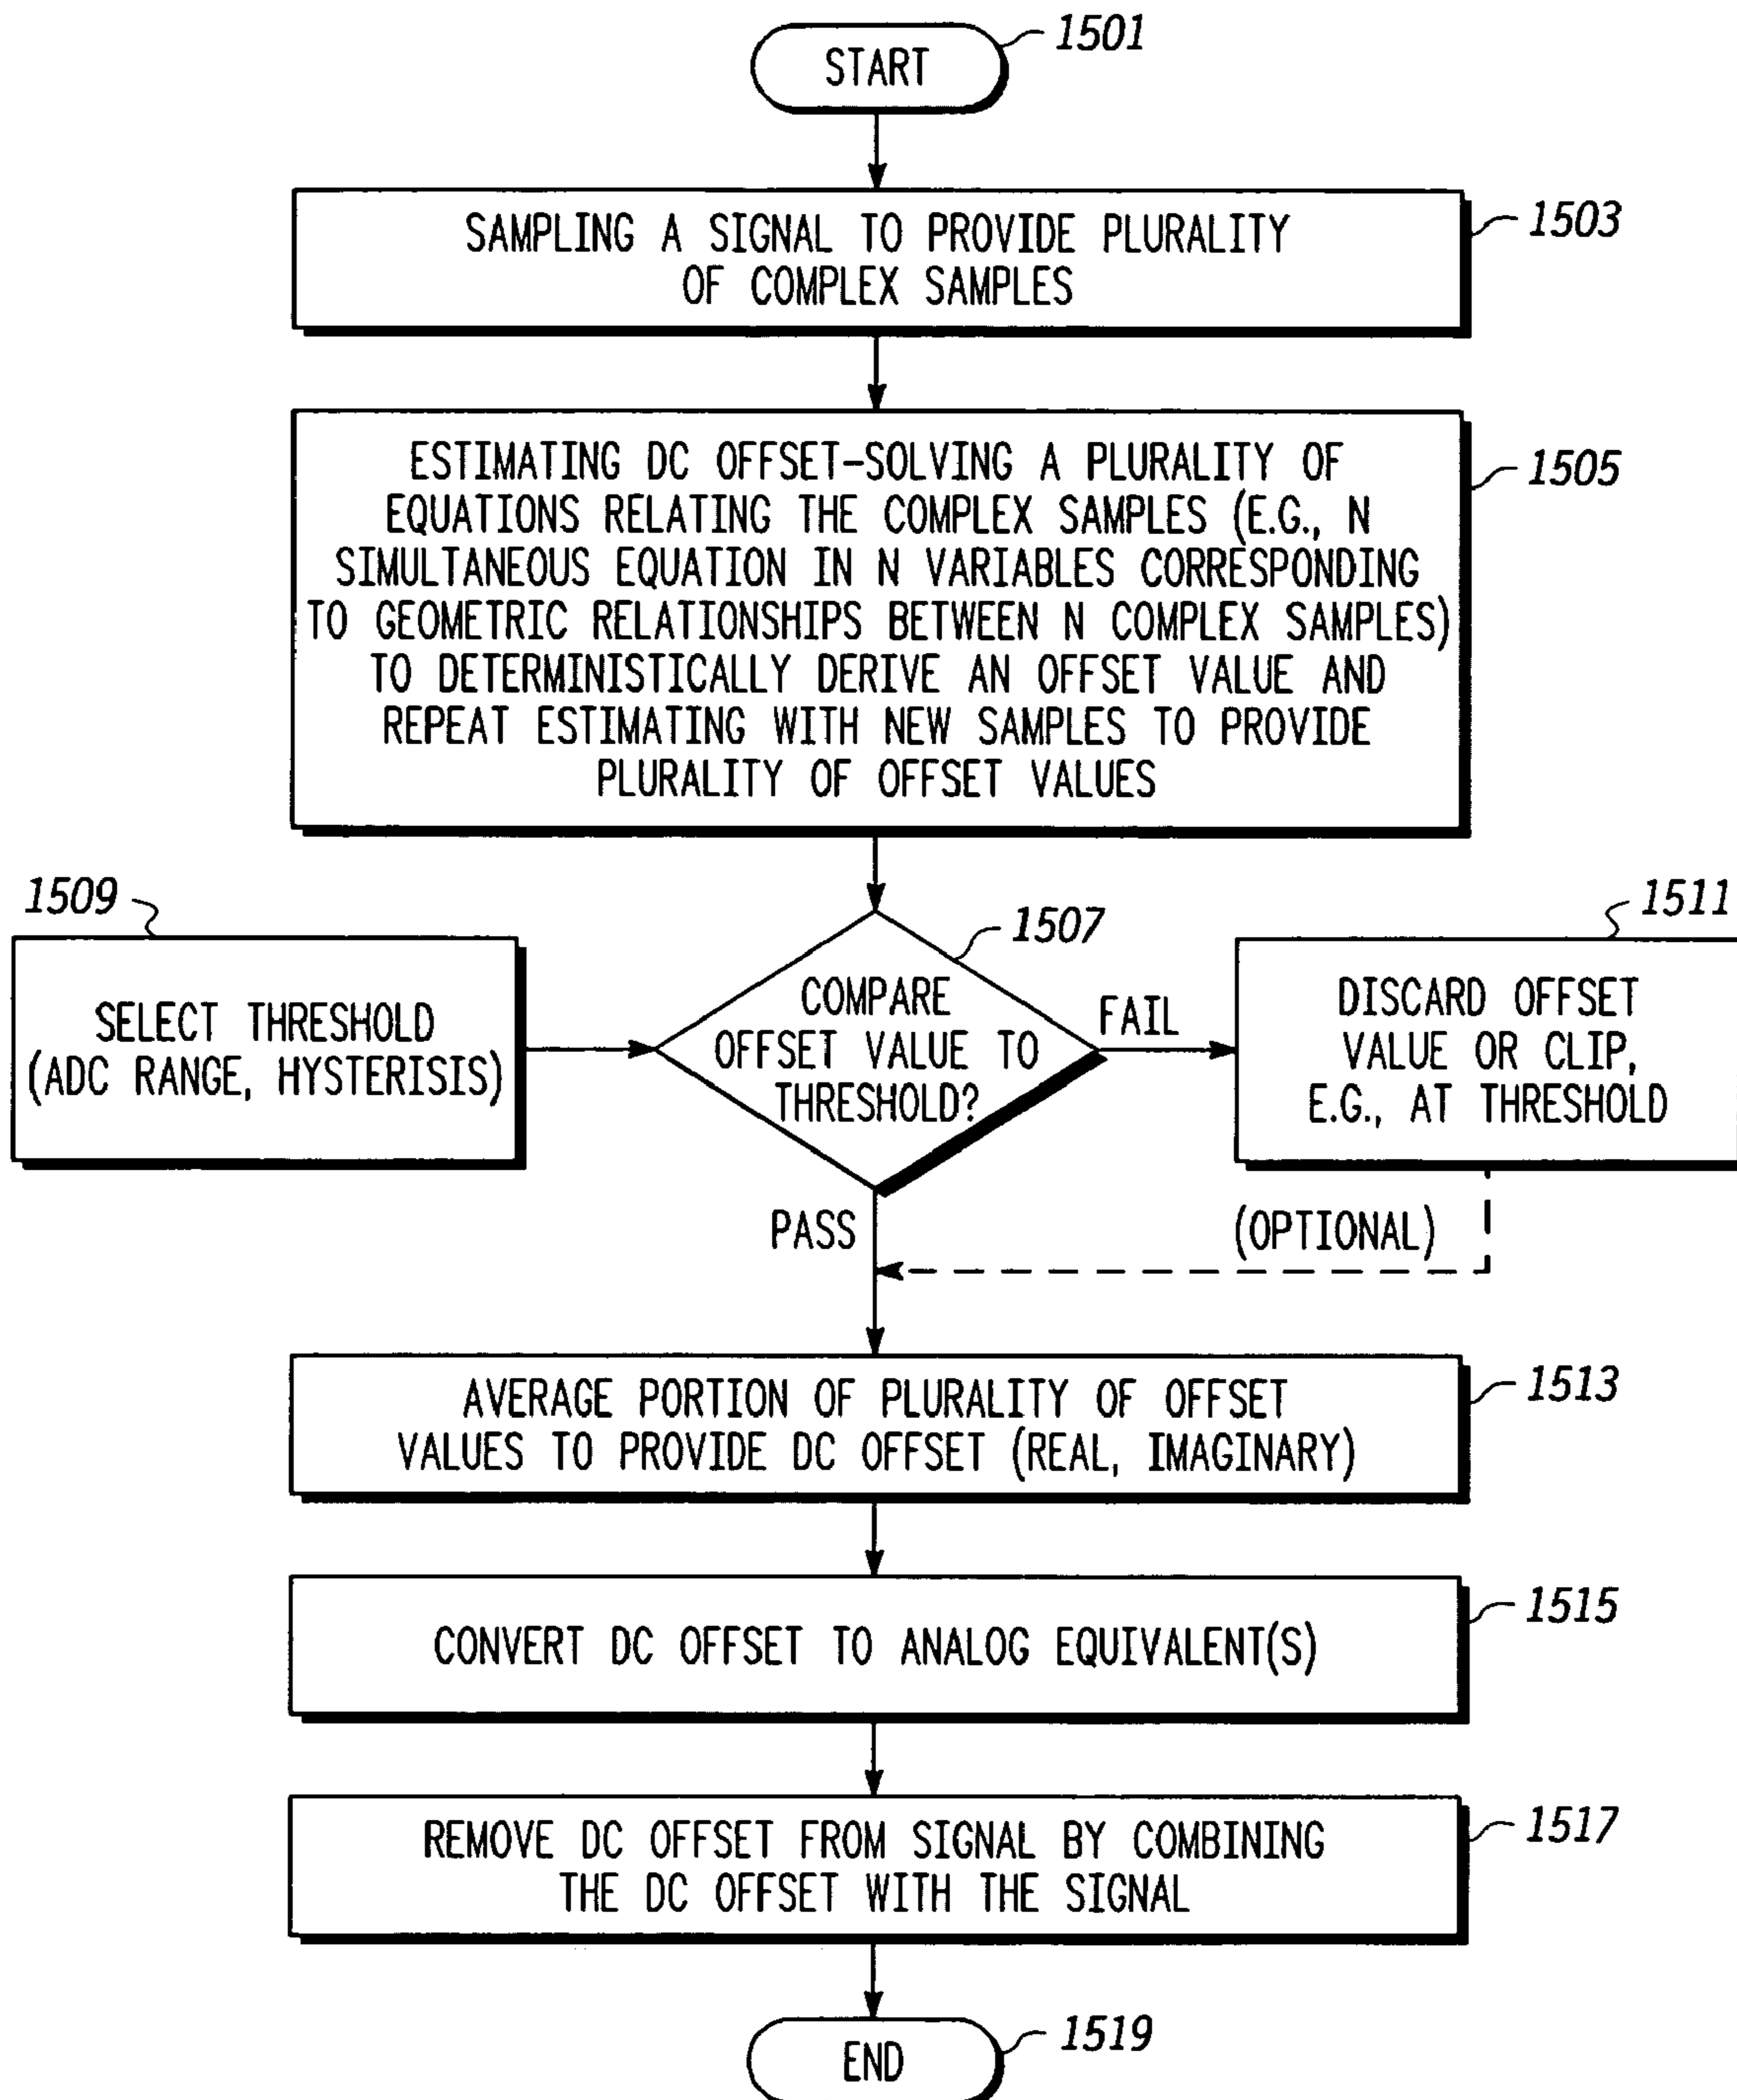 START
1501
SAMPLING A SIGNAL TO PROVIDE PLURALITY
OF COMPLEX SAMPLES
1503
ESTIMATING DC OFFSET-SOLVING A PLURALITY OF
EQUATIONS RELATING THE COMPLEX SAMPLES (E.G., N
SIMULTANEOUS EQUATION IN N VARIABLES CORRESPONDING
TO GEOMETRIC RELATIONSHIPS BETWEEN N COMPLEX SAMPLES)
TO DETERMINISTICALLY DERIVE AN OFFSET VALUE AND
REPEAT ESTIMATING WITH NEW SAMPLES TO PROVIDE
PLURALITY OF OFFSET VALUES
1505
1509
SELECT THRESHOLD
(ADC RANGE, HYSTERISIS)
1507
COMPARE
OFFSET VALUE TO
THRESHOLD?
FAIL
1511
DISCARD OFFSET
VALUE OR CLIP,
E.G., AT THRESHOLD
PASS
(OPTIONAL)
AVERAGE PORTION OF PLURALITY OF OFFSET
VALUES TO PROVIDE DC OFFSET (REAL, IMAGINARY)
1513
CONVERT DC OFFSET TO ANALOG EQUIVALENT(S)
1515
REMOVE DC OFFSET FROM SIGNAL BY COMBINING
THE DC OFFSET WITH THE SIGNAL
1517
END
1519